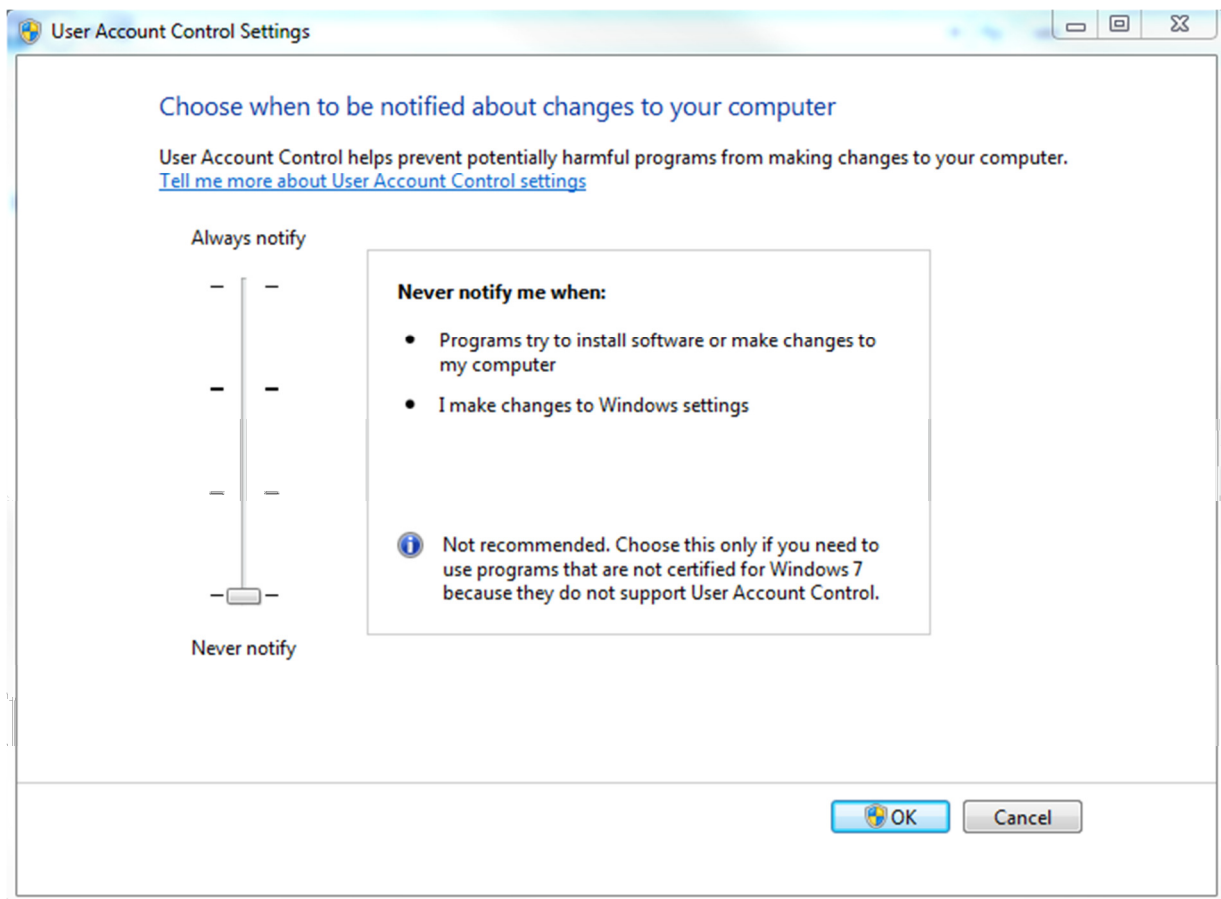 User Account Control Settings
Choose when to be notified about changes to your computer
User Account Control helps prevent potentially harmful programs from making changes to your computer.
Tell me more about User Account Control settings
Always notify
Never notify me when:
• Programs try to install software or make changes to
my computer
• I make changes to Windows settings
Not recommended. Choose this only if you need to
use programs that are not certified for Windows 7
because they do not support User Account Control.
Never notify
OK
Cancel